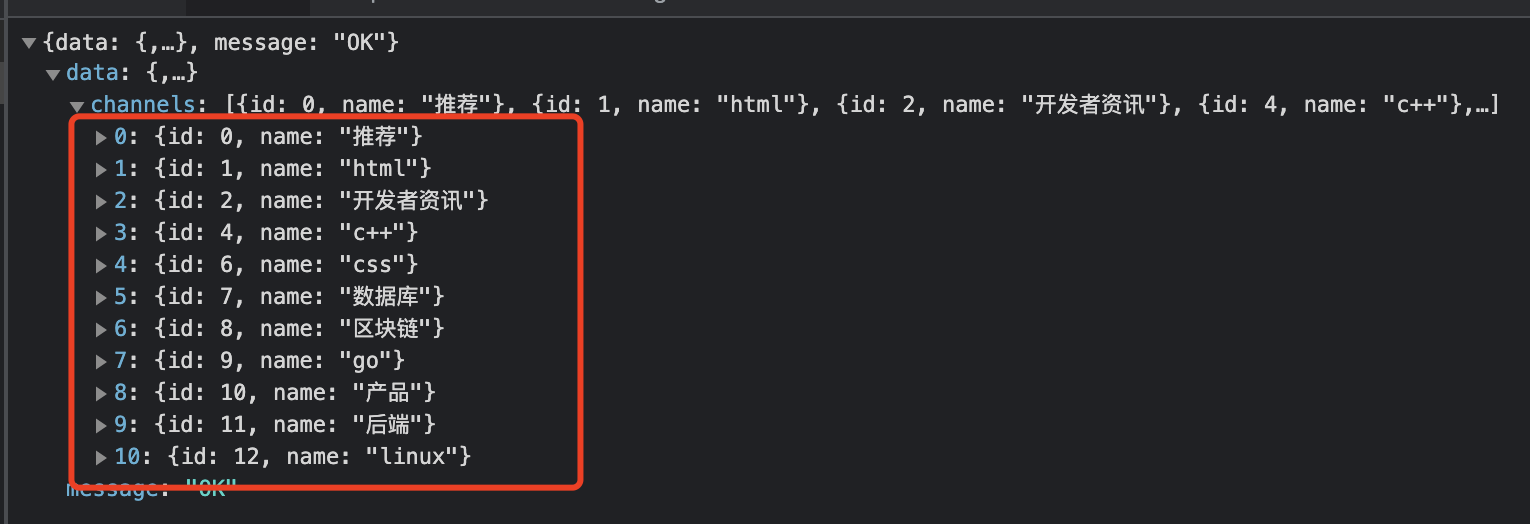 {data: {,…}, message: "OK"}
data: {,…}
channels: [{id: 0, name: "推荐"}, {id: 1, name: "html"}, {id: 2, name: "开发者资讯"}, {id: 4, name: "c++"},…]
0: {id: 0, name: "推荐"}
1: {id: 1, name: "html"}
2: {id: 2, name: "开发者资讯"}
3: {id: 4, name: "c++"}
4: {id: 6, name: "css"}
5: {id: 7, name: "数据库"}
6: {id: 8, name: "区块链"}
7: {id: 9, name: "go"}
8: {id: 10, name: "产品"}
9: {id: 11, name: "后端"}
10: {id: 12, name: "linux"}
message: "OK"